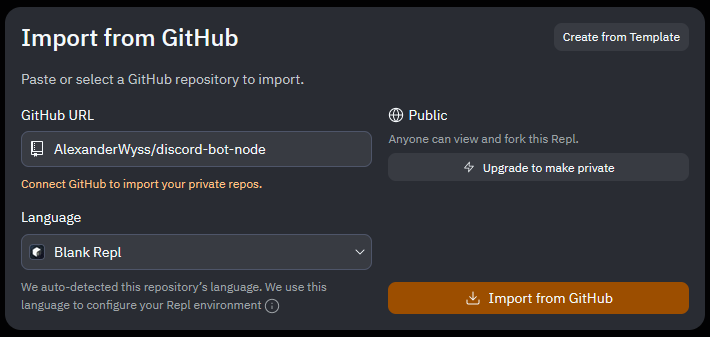 Import from GitHub
Create from Template
Paste or select a GitHub repository to import.
GitHub URL
AlexanderWyss/discord-bot-node
Connect GitHub to import your private repos.
Language
Blank Repl
We auto-detected this repository's language. We use this
language to configure your Repl environment
Public
Anyone can view and fork this Repl.
Upgrade to make private
Import from GitHub